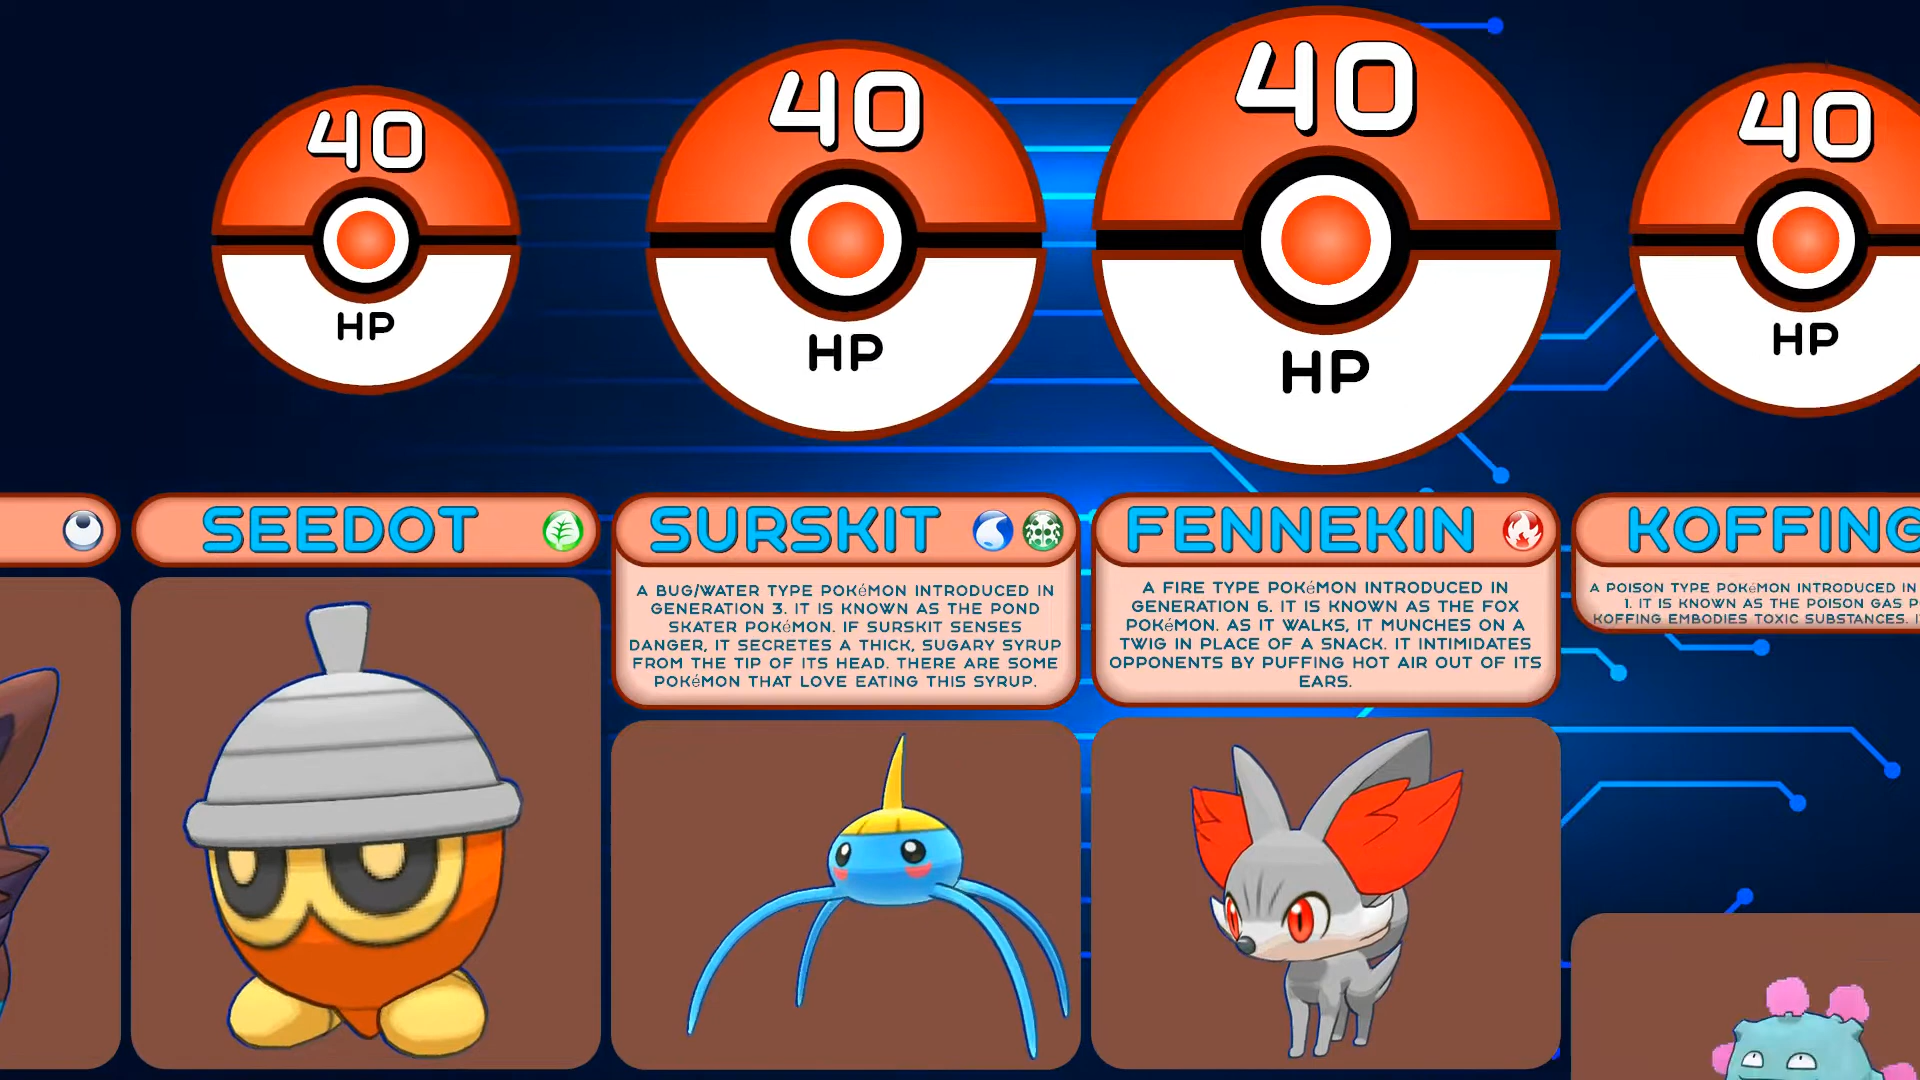 40
HP
40
HP
40
HP
40
HP
SEEDOT
SURSKIT
A BUG/WATER TYPE POKéMON INTRODUCED IN
GENERATION 3. IT IS KNOWN AS THE POND
SKATER POKéMON. IF SURSKIT SENSES
DANGER, IT SECRETES A THICK, SUGARY SYRUP
FROM THE TIP OF ITS HEAD. THERE ARE SOME
POKéMON THAT LOVE EATING THIS SYRUP.
FENNEKIN
A FIRE TYPE POKéMON INTRODUCED IN
GENERATION 6. IT IS KNOWN AS THE FOX
POKéMON. AS IT WALKS, IT MUNCHES ON A
TWIG IN PLACE OF A SNACK. IT INTIMIDATES
OPPONENTS BY PUFFING HOT AIR OUT OF ITS
EARS.
KOFFING
A POISON TYPE POKéMON INTRODUCED IN
1. IT IS KNOWN AS THE POISON GAS
KOFFING EMBODIES TOXIC SUBSTANCES.